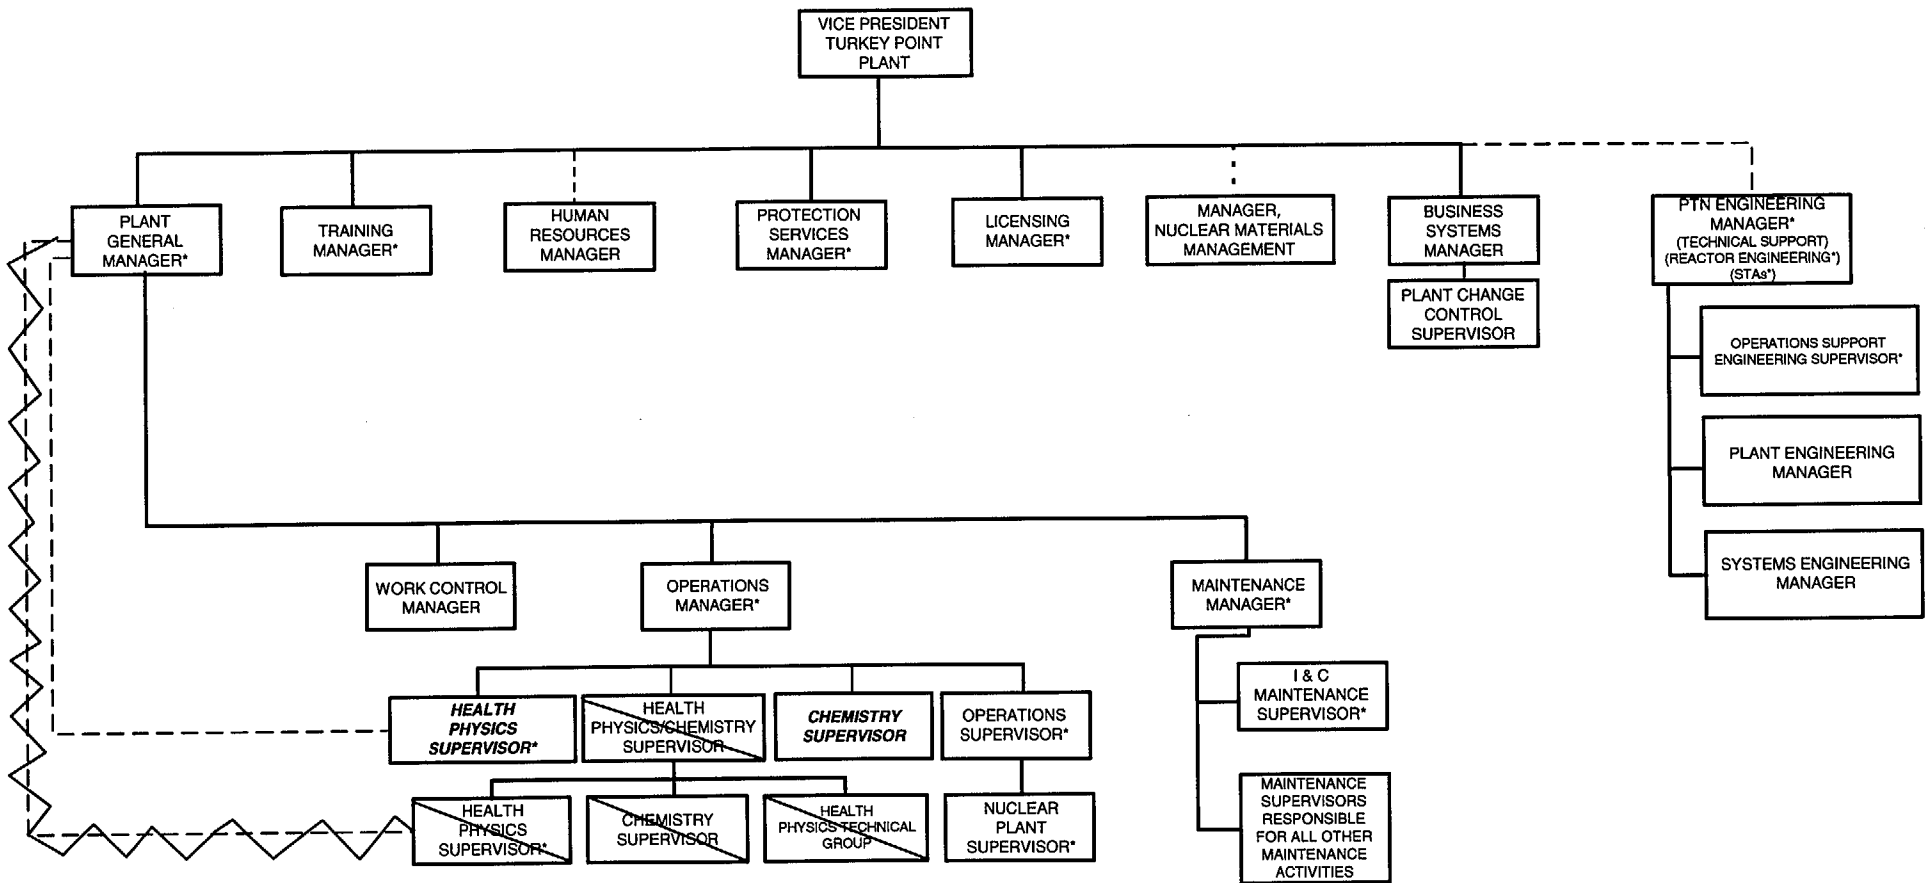 VICE PRESIDENT
TURKEY POINT
PLANT
PLANT
GENERAL
MANAGER*
TRAINING
MANAGER*
HUMAN
RESOURCES
MANAGER
PROTECTION
SERVICES
MANAGER*
LICENSING
MANAGER*
MANAGER,
NUCLEAR MATERIALS
MANAGEMENT
BUSINESS
SYSTEMS
MANAGER
PTN ENGINEERING
MANAGER*
(TECHNICAL SUPPORT)
(REACTOR ENGINEERING*)
(STAs*)
PLANT CHANGE
CONTROL
SUPERVISOR
OPERATIONS SUPPORT
ENGINEERING SUPERVISOR*
PLANT ENGINEERING
MANAGER
SYSTEMS ENGINEERING
MANAGER
WORK CONTROL
MANAGER
OPERATIONS
MANAGER*
MAINTENANCE
MANAGER*
HEALTH
PHYSICS
SUPERVISOR*
HEALTH
PHYSICS/CHEMISTRY
SUPERVISOR
CHEMISTRY
SUPERVISOR
OPERATIONS
SUPERVISOR*
I & C
MAINTENANCE
SUPERVISOR*
HEALTH
PHYSICS
SUPERVISOR*
CHEMISTRY
SUPERVISOR
HEALTH
PHYSICS TECHNICAL
GROUP
NUCLEAR
PLANT
SUPERVISOR*
MAINTENANCE
SUPERVISORS
RESPONSIBLE
FOR ALL OTHER
MAINTENANCE
ACTIVITIES